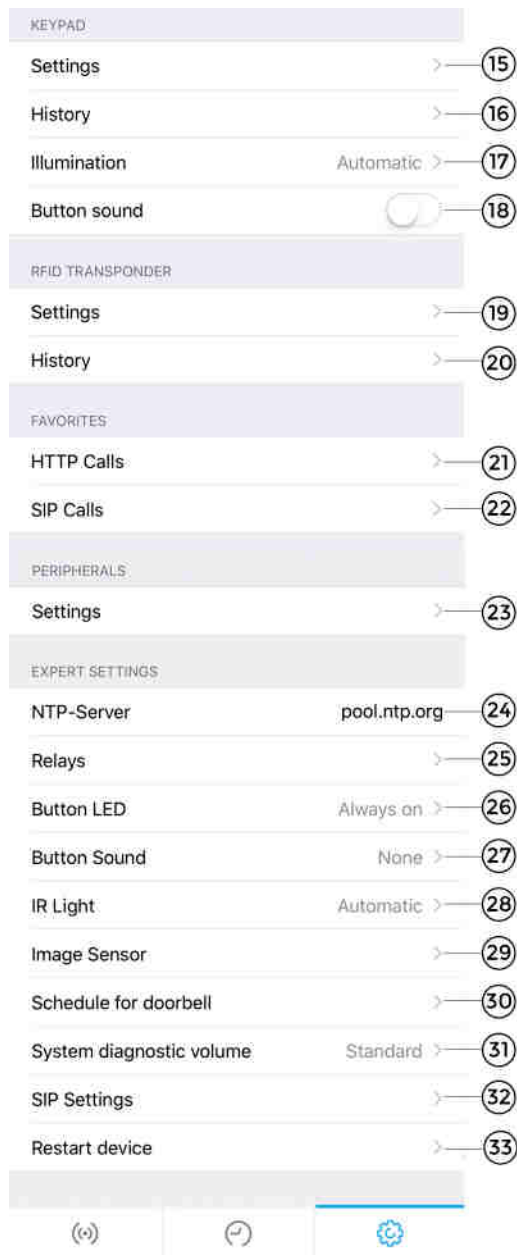 KEYPAD
Settings 15
History 16
Illumination Automatic 17
Button sound 18
RFID TRANSPONDER
Settings 19
History 20
FAVORITES
HTTP Calls 21
SIP Calls 22
PERIPHERALS
Settings 23
EXPERT SETTINGS
NTP-Server pool.ntp.org 24
Relays 25
Button LED Always on 26
Button Sound None 27
IR Light Automatic 28
Image Sensor 29
Schedule for doorbell 30
System diagnostic volume Standard 31
SIP Settings 32
Restart device 33